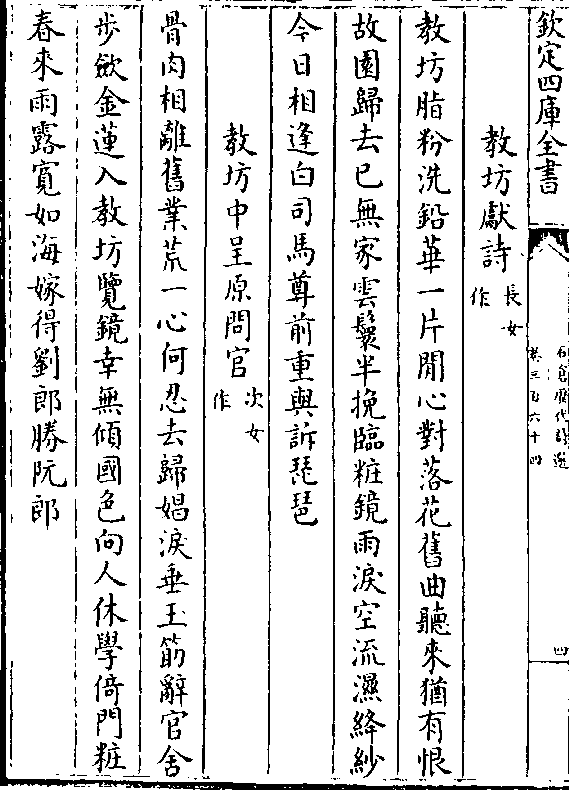 欽定四庫全書
石倉歷代詩選
卷三百六十四
四
教坊獻詩長女作
教坊脂粉洗鉛華一片閒心對落花舊曲聽來猶有恨
故園歸去已無家雲鬟半挽臨粧鏡雨淚空流濕絳紗
今日相逢白司馬尊前重與訴琵琶
教坊中呈原問官次女作
骨肉相離舊業荒一心何忍去歸娼淚垂玉筯辭官舍
步斂金蓮入教坊覽鏡幸無傾國色向人休學倚門粧
春來雨露寬如海嫁得劉郎勝阮郎